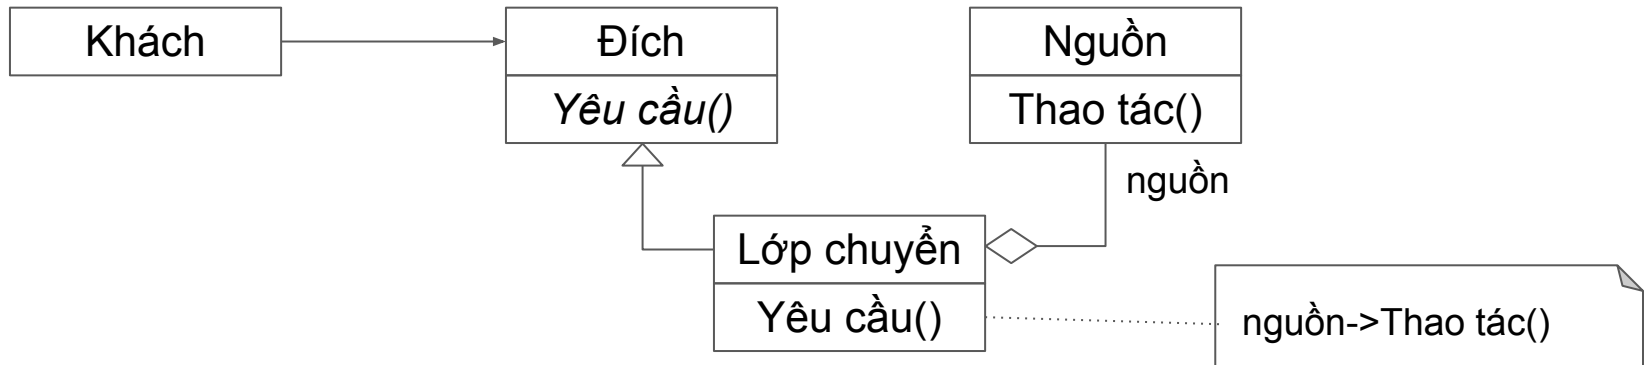 Khách
Đích
Yêu cầu()
Nguồn
Thao tác()
nguồn
Lớp chuyển
Yêu cầu()
nguồn->Thao tác()